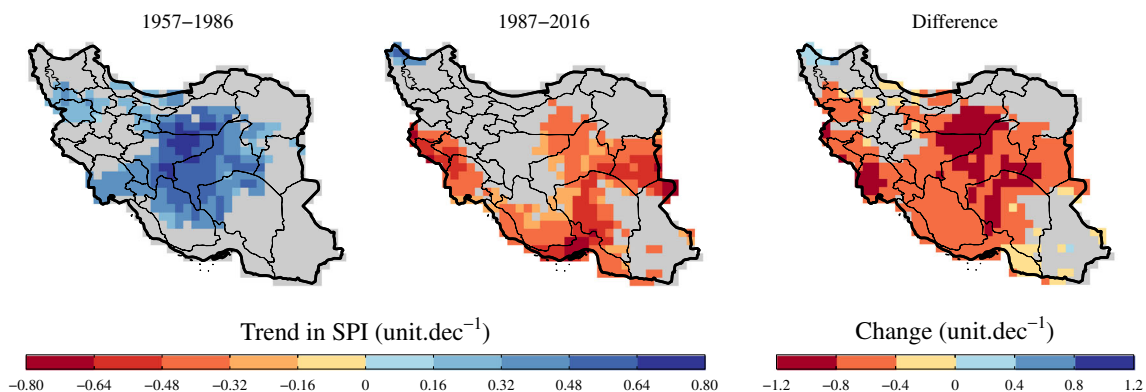 1957−1986
1987−2016
Difference
Trend in SPI (unit.dec⁻¹)
Change (unit.dec⁻¹)
−0.80 −0.64 −0.48 −0.32 −0.16 0 0.16 0.32 0.48 0.64 0.80
−1.2 −0.8 −0.4 0 0.4 0.8 1.2